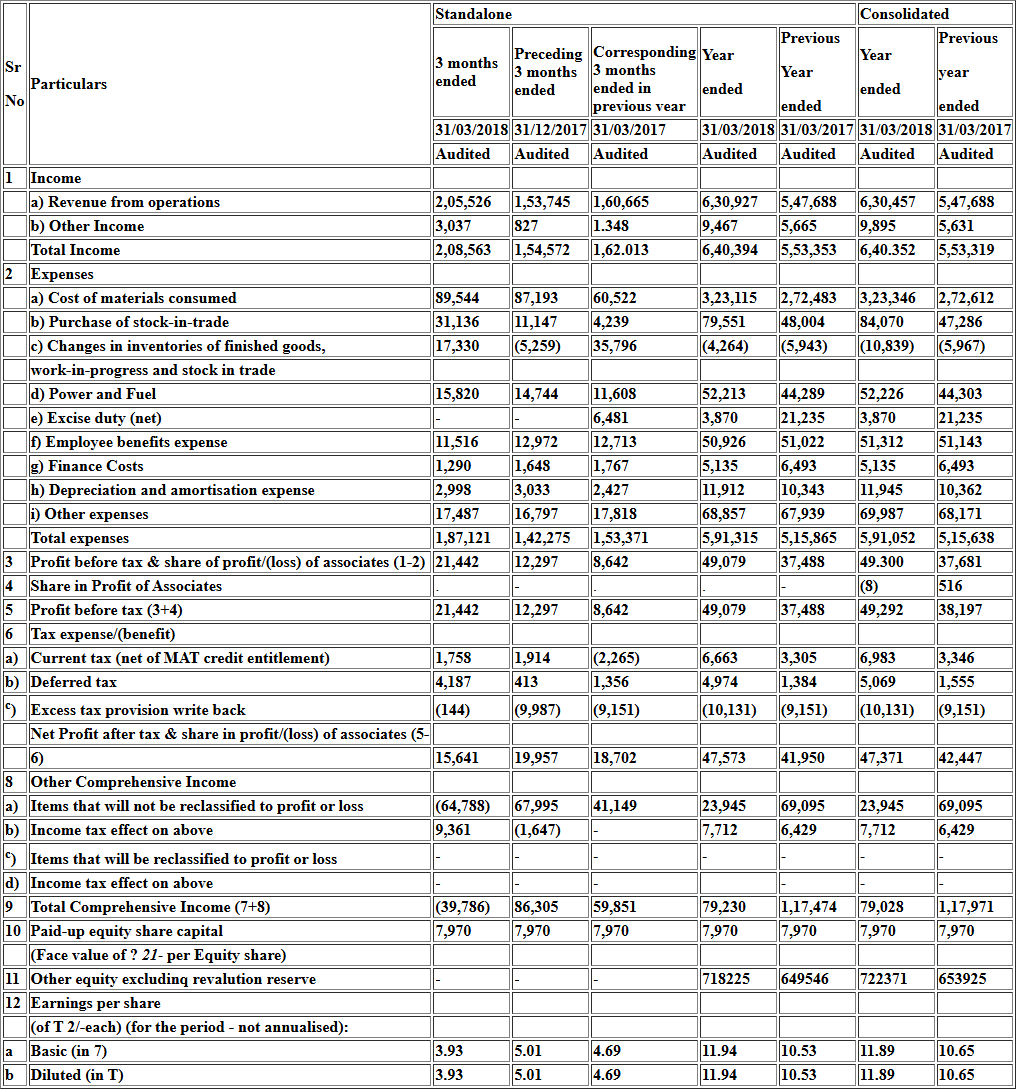 Standalone Consolidated
Sr No Particulars 3 months ended Preceding 3 months ended Corresponding 3 months ended in previous year Year ended Previous Year ended Year ended Previous year ended
31/03/2018 31/12/2017 31/03/2017 31/03/2018 31/03/2017 31/03/2018 31/03/2017
Audited Audited Audited Audited Audited Audited Audited
1 Income
a) Revenue from operations 2,05,526 1,53,745 1,60,665 6,30,927 5,47,688 6,30,457 5,47,688
b) Other Income 3,037 827 1.348 9,467 5,665 9,895 5,631
Total Income 2,08,563 1,54,572 1,62.013 6,40,394 5,53,353 6,40.352 5,53,319
2 Expenses
a) Cost of materials consumed 89,544 87,193 60,522 3,23,115 2,72,483 3,23,346 2,72,612
b) Purchase of stock-in-trade 31,136 11,147 4,239 79,551 48,004 84,070 47,286
c) Changes in inventories of finished goods, 17,330 (5,259) 35,796 (4,264) (5,943) (10,839) (5,967)
work-in-progress and stock in trade
d) Power and Fuel 15,820 14,744 11,608 52,213 44,289 52,226 44,303
e) Excise duty (net) - - 6,481 3,870 21,235 3,870 21,235
f) Employee benefits expense 11,516 12,972 12,713 50,926 51,022 51,312 51,143
g) Finance Costs 1,290 1,648 1,767 5,135 6,493 5,135 6,493
h) Depreciation and amortisation expense 2,998 3,033 2,427 11,912 10,343 11,945 10,362
i) Other expenses 17,487 16,797 17,818 68,857 67,939 69,987 68,171
Total expenses 1,87,121 1,42,275 1,53,371 5,91,315 5,15,865 5,91,052 5,15,638
3 Profit before tax & share of profit/(loss) of associates (1-2) 21,442 12,297 8,642 49,079 37,488 49.300 37,681
4 Share in Profit of Associates . - . . - (8) 516
5 Profit before tax (3+4) 21,442 12,297 8,642 49,079 37,488 49,292 38,197
6 Tax expense/(benefit)
a) Current tax (net of MAT credit entitlement) 1,758 1,914 (2,265) 6,663 3,305 6,983 3,346
b) Deferred tax 4,187 413 1,356 4,974 1,384 5,069 1,555
c) Excess tax provision write back (144) (9,987) (9,151) (10,131) (9,151) (10,131) (9,151)
Net Profit after tax & share in profit/(loss) of associates (5-
6) 15,641 19,957 18,702 47,573 41,950 47,371 42,447
8 Other Comprehensive Income
a) Items that will not be reclassified to profit or loss (64,788) 67,995 41,149 23,945 69,095 23,945 69,095
b) Income tax effect on above 9,361 (1,647) - 7,712 6,429 7,712 6,429
c) Items that will be reclassified to profit or loss - - - - - - -
d) Income tax effect on above - - - - - -
9 Total Comprehensive Income (7+8) (39,786) 86,305 59,851 79,230 1,17,474 79,028 1,17,971
10 Paid-up equity share capital 7,970 7,970 7,970 7,970 7,970 7,970 7,970
(Face value of ? 21- per Equity share)
11 Other equity excludinq revalution reserve - - - 718225 649546 722371 653925
12 Earnings per share
(of T 2/-each) (for the period - not annualised):
a Basic (in 7) 3.93 5.01 4.69 11.94 10.53 11.89 10.65
b Diluted (in T) 3.93 5.01 4.69 11.94 10.53 11.89 10.65